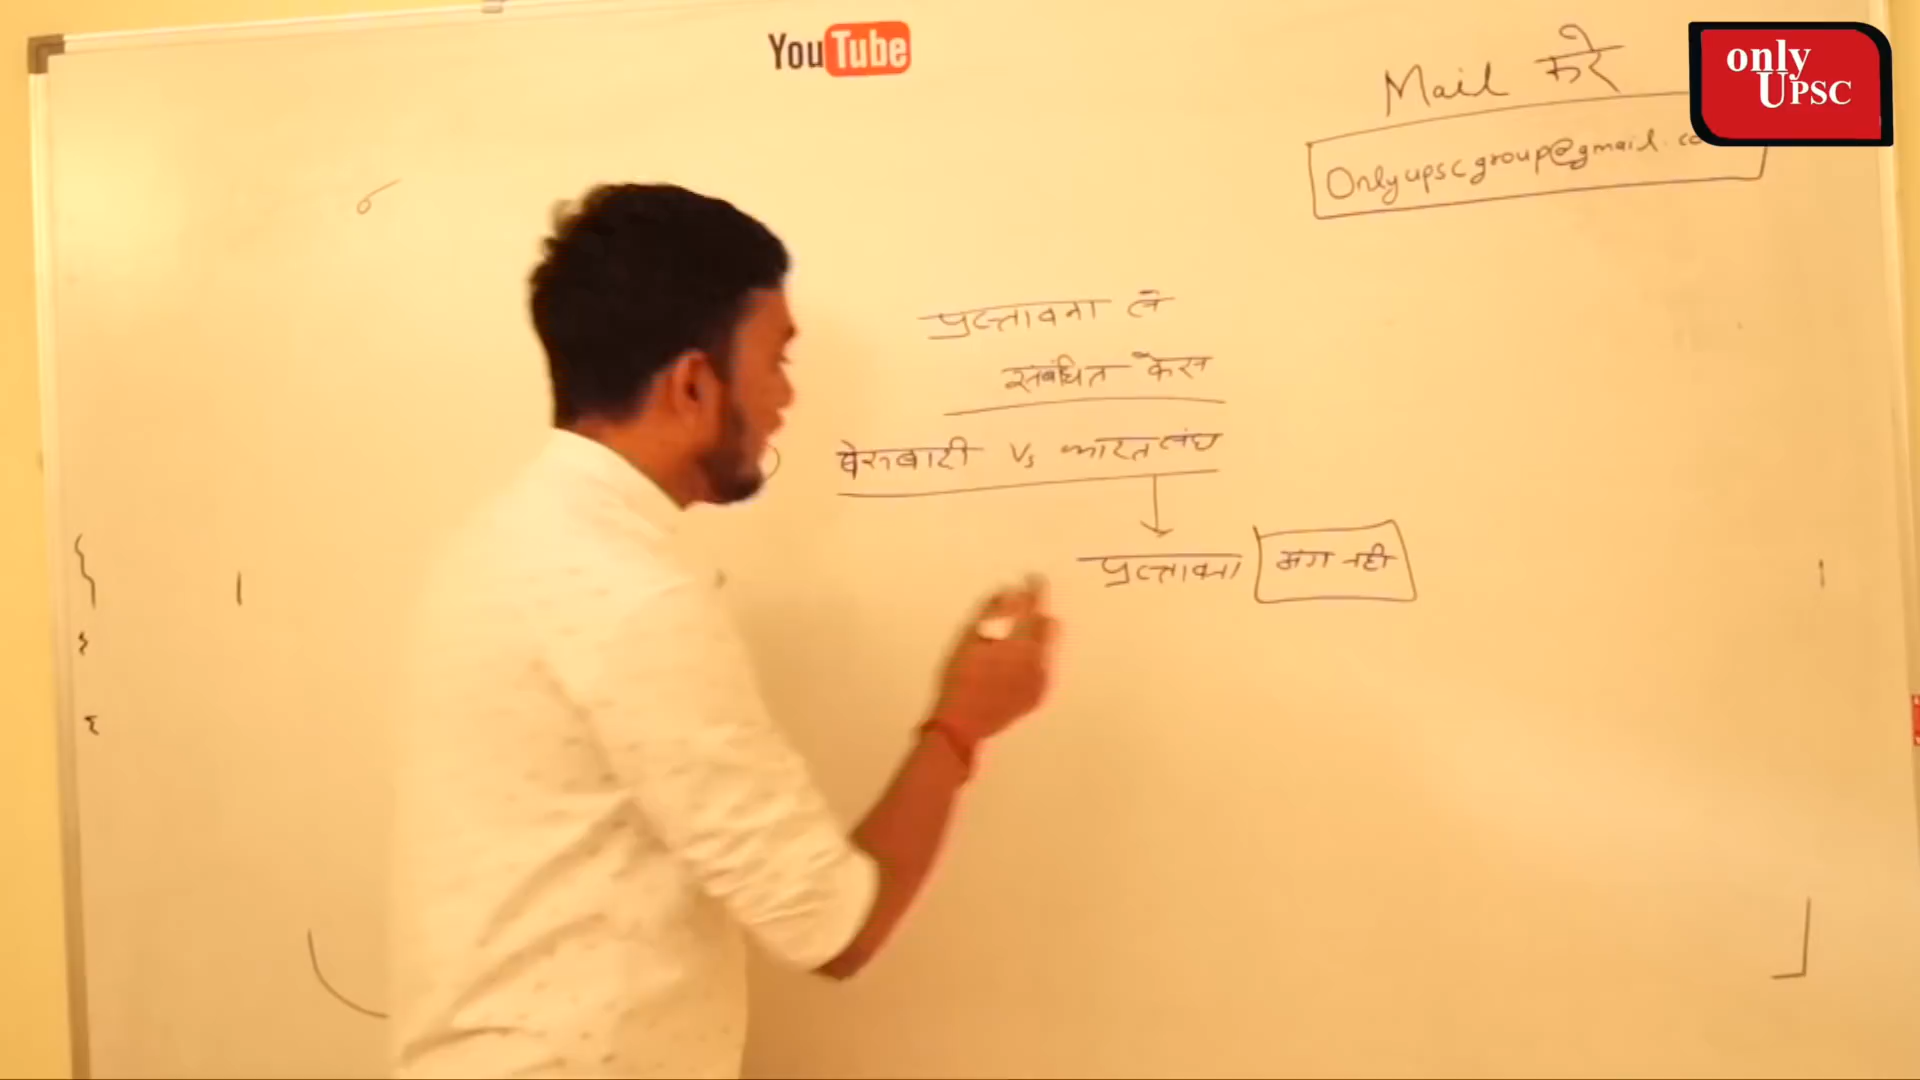 YouTube
only
UPSC
Mail करे
Onlyupscgroup@gmail.co
प्रस्तावना से
संबंधित केस
बेरुबारी Vs भारत संघ
प्रस्तावना अंग नही